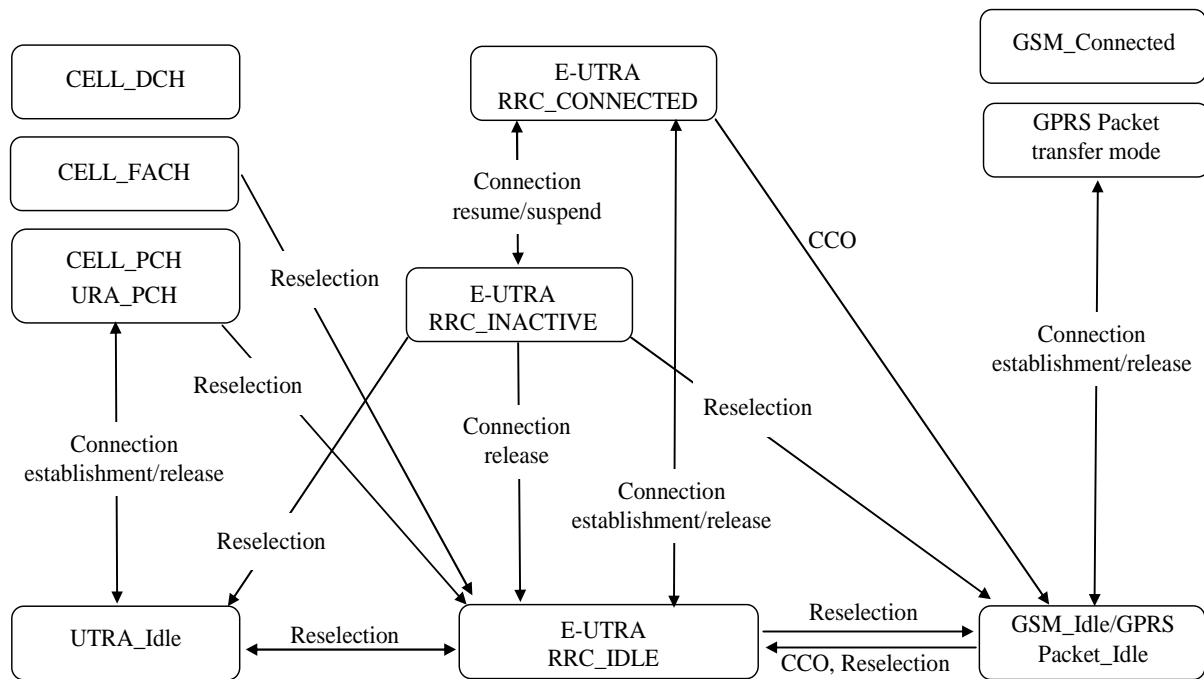 GSM_Connected
CELL_DCH
E-UTRA
RRC_CONNECTED
GPRS Packet
transfer mode
CELL_FACH
Connection
resume/suspend
CCO
CELL_PCH
URA_PCH
Reselection
E-UTRA
RRC_INACTIVE
Connection
establishment/release
Reselection
Reselection
Connection
release
Connection
establishment/release
Connection
establishment/release
Reselection
Reselection
UTRA_Idle
Reselection
E-UTRA
RRC_IDLE
CCO, Reselection
GSM_Idle/GPRS
Packet_Idle